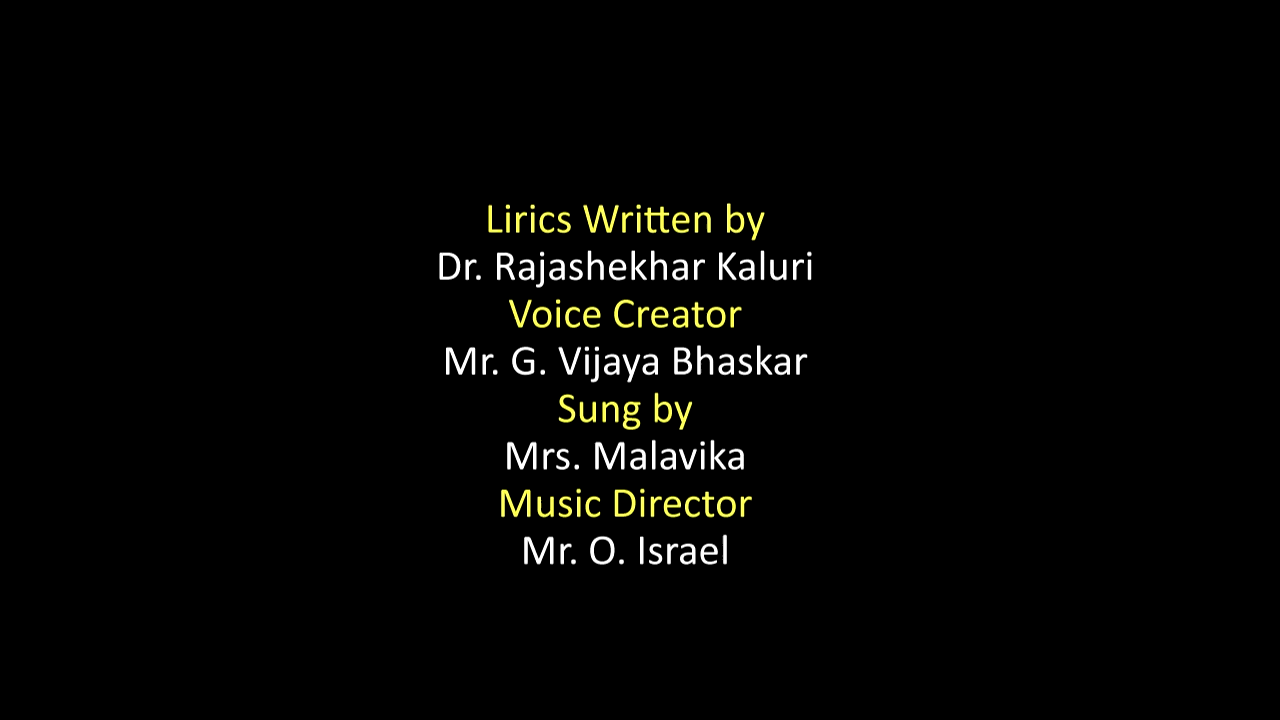 Lirics Written by
Dr. Rajashekhar Kaluri
Voice Creator
Mr. G. Vijaya Bhaskar
Sung by
Mrs. Malavika
Music Director
Mr. O. Israel